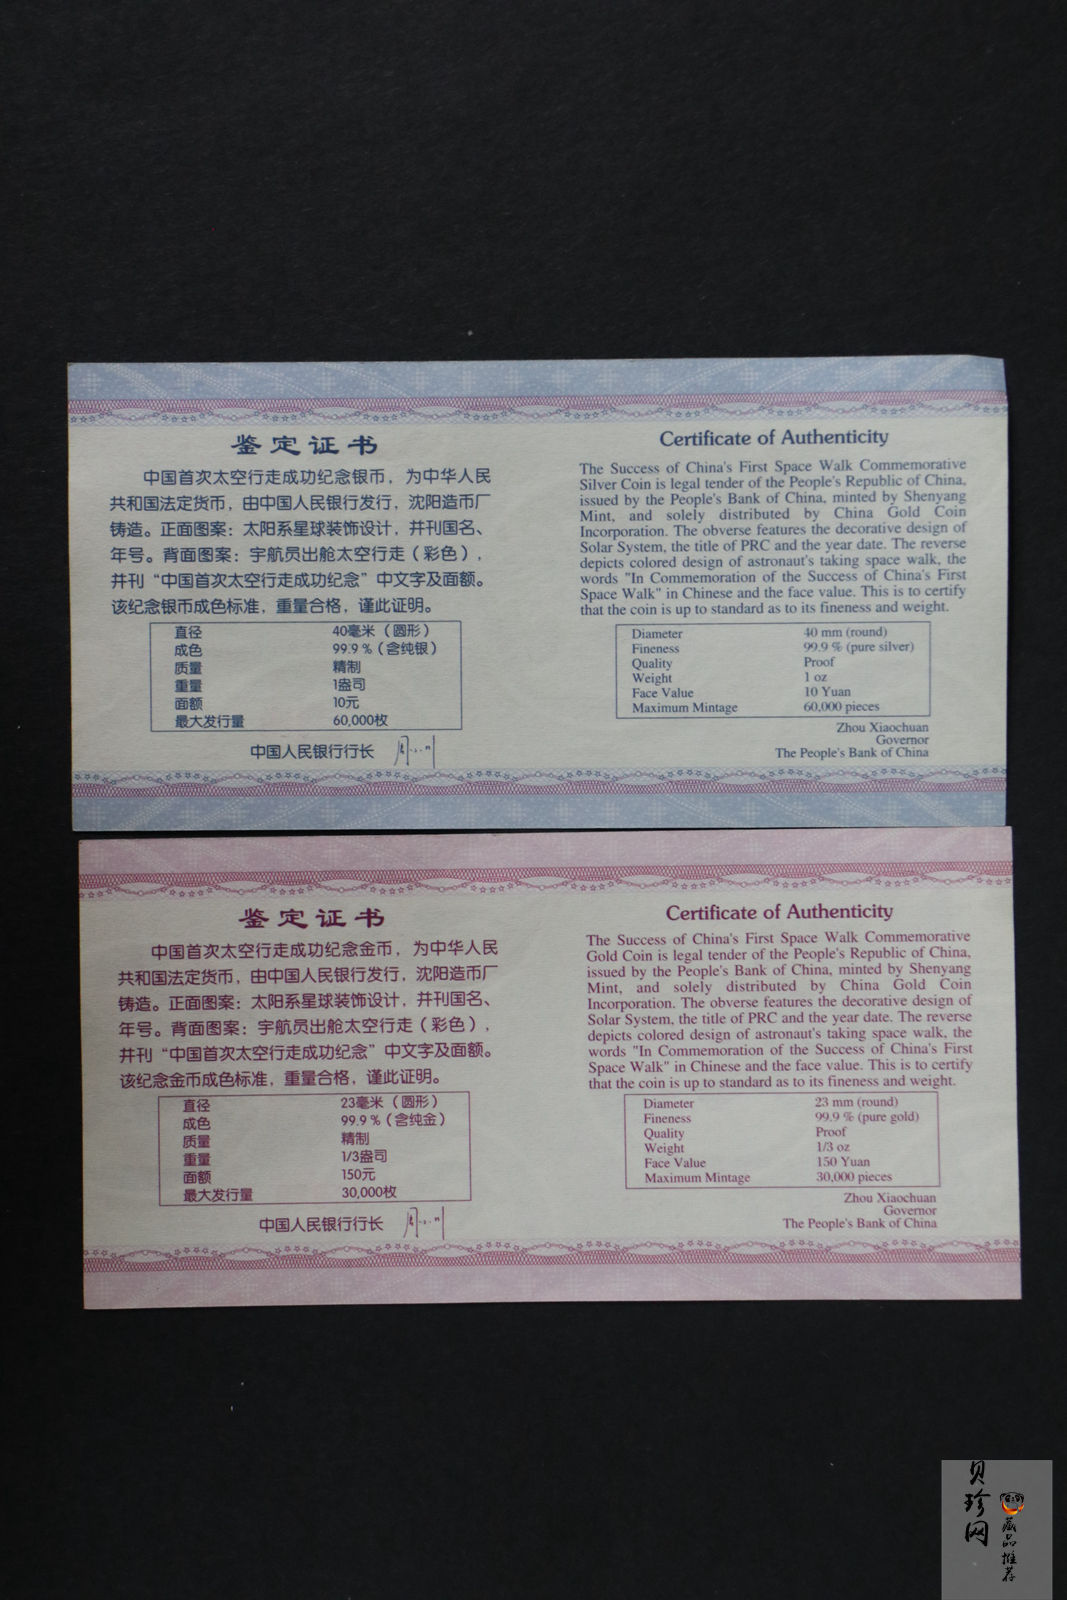 鉴定证书
中国首次太空行走成功纪念银币，为中华人民
共和国法定货币，由中国人民银行发行，沈阳造币厂
铸造。正面图案：太阳系星球装饰设计，并刊国名、
年号。背面图案：宇航员出舱太空行走（彩色），
并刊“中国首次太空行走成功纪念”中文字及面额。
该纪念银币成色标准，重量合格，谨此证明。
直径 40毫米（圆形）
成色 99.9％（含纯银）
质量 精制
重量 1盎司
面额 10元
最大发行量 60,000枚
中国人民银行行长
Certificate of Authenticity
The Success of China's First Space Walk Commemorative
Silver Coin is legal tender of the People's Republic of China,
issued by the People's Bank of China, minted by Shenyang
Mint, and solely distributed by China Gold Coin
Incorporation. The obverse features the decorative design of
Solar System, the title of PRC and the year date. The reverse
depicts colored design of astronaut's taking space walk, the
words "In Commemoration of the Success of China's First
Space Walk" in Chinese and the face value. This is to certify
that the coin is up to standard as to its fineness and weight.
Diameter 40 mm (round)
Fineness 99.9 % (pure silver)
Quality Proof
Weight 1 oz
Face Value 10 Yuan
Maximum Mintage 60,000 pieces
Zhou Xiaochuan
Governor
The People's Bank of China
鉴定证书
中国首次太空行走成功纪念金币，为中华人民
共和国法定货币，由中国人民银行发行，沈阳造币厂
铸造。正面图案：太阳系星球装饰设计，并刊国名、
年号。背面图案：宇航员出舱太空行走（彩色），
并刊“中国首次太空行走成功纪念”中文字及面额。
该纪念金币成色标准，重量合格，谨此证明。
直径 23毫米（圆形）
成色 99.9％（含纯金）
质量 精制
重量 1/3盎司
面额 150元
最大发行量 30,000枚
中国人民银行行长
Certificate of Authenticity
The Success of China's First Space Walk Commemorative
Gold Coin is legal tender of the People's Republic of China,
issued by the People's Bank of China, minted by Shenyang
Mint, and solely distributed by China Gold Coin
Incorporation. The obverse features the decorative design of
Solar System, the title of PRC and the year date. The reverse
depicts colored design of astronaut's taking space walk, the
words "In Commemoration of the Success of China's First
Space Walk" in Chinese and the face value. This is to certify
that the coin is up to standard as to its fineness and weight.
Diameter 23 mm (round)
Fineness 99.9 % (pure gold)
Quality Proof
Weight 1/3 oz
Face Value 150 Yuan
Maximum Mintage 30,000 pieces
Zhou Xiaochuan
Governor
The People's Bank of China
贝珍网
藏品推荐